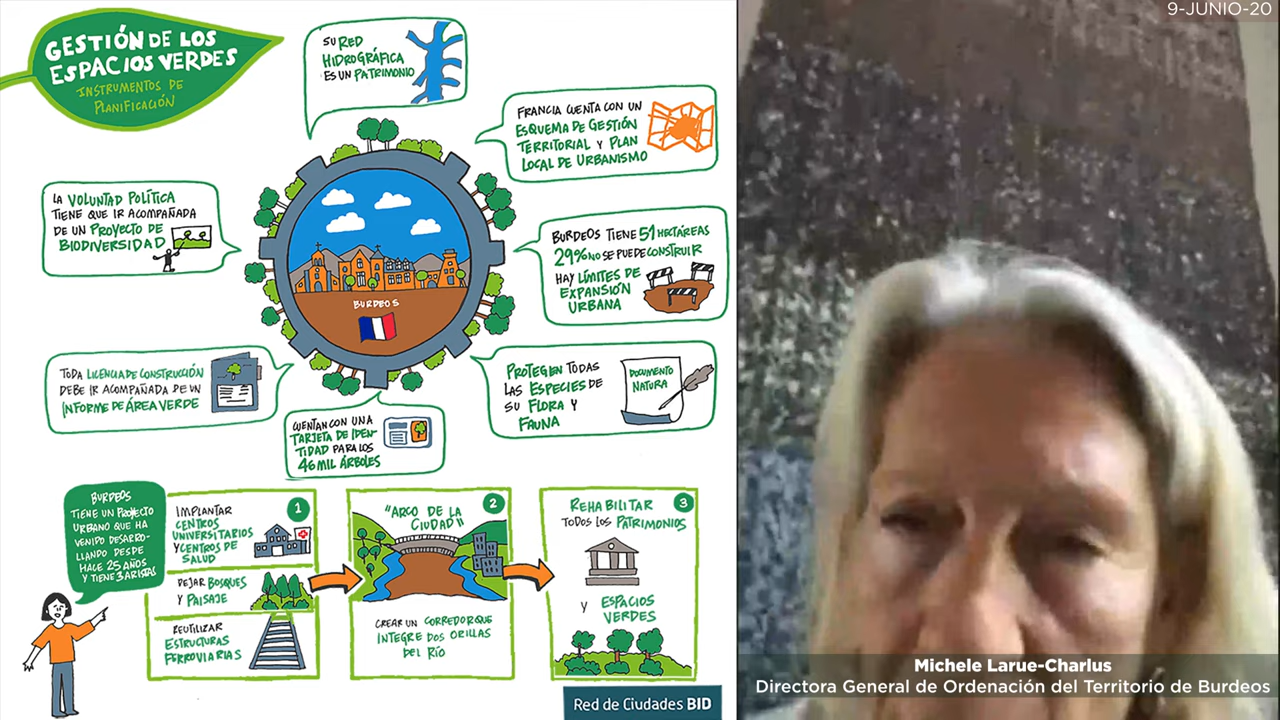 GESTIÓN DE LOS
ESPACIOS VERDES
INSTRUMENTOS DE
PLANIFICACIÓN
SU RED
HIDROGRÁFICA
ES UN PATRIMONIO
FRANCIA CUENTA CON UN
ESQUEMA DE GESTIÓN
TERRITORIAL Y PLAN
LOCAL DE URBANISMO
LA VOLUNTAD POLÍTICA
TIENE QUE IR ACOMPAÑADA
DE UN PROYECTO DE
BIODIVERSIDAD
BURDEOS TIENE 51 HECTÁREAS
29% NO SE PUEDE CONSTRUIR
HAY LÍMITES DE
EXPANSIÓN
URBANA
BURDEOS
TODA LICENCIA DE CONSTRUCCIÓN
DEBE IR ACOMPAÑADA DE UN
INFORME DE ÁREA VERDE
PROTEGEN TODAS
LAS ESPECIES DE
SU FLORA Y
FAUNA
DOCUMENTO
NATURA
CUENTAN CON UNA
TARJETA DE IDEN-
TIDAD PARA LOS
46 MIL ÁRBOLES
BURDEOS
TIENE UN PROYECTO
URBANO QUE HA
VENIDO DESARRO-
LLANDO DESDE
HACE 25 AÑOS
Y TIENE 3 ARISTAS
1
IMPLANTAR
CENTROS
UNIVERSITARIOS
Y CENTROS DE
SALUD
DEJAR BOSQUES
Y PAISAJE
REUTILIZAR
ESTRUCTURAS
FERROVIARIAS
2
"ARCO DE LA
CIUDAD"
CREAR UN CORREDOR QUE
INTEGRE DOS ORILLAS
DEL RÍO
3
REHABILITAR
TODOS LOS PATRIMONIOS
Y ESPACIOS
VERDES
Red de Ciudades BID
9-JUNIO-20
Michele Larue-Charlus
Directora General de Ordenación del Territorio de Burdeos